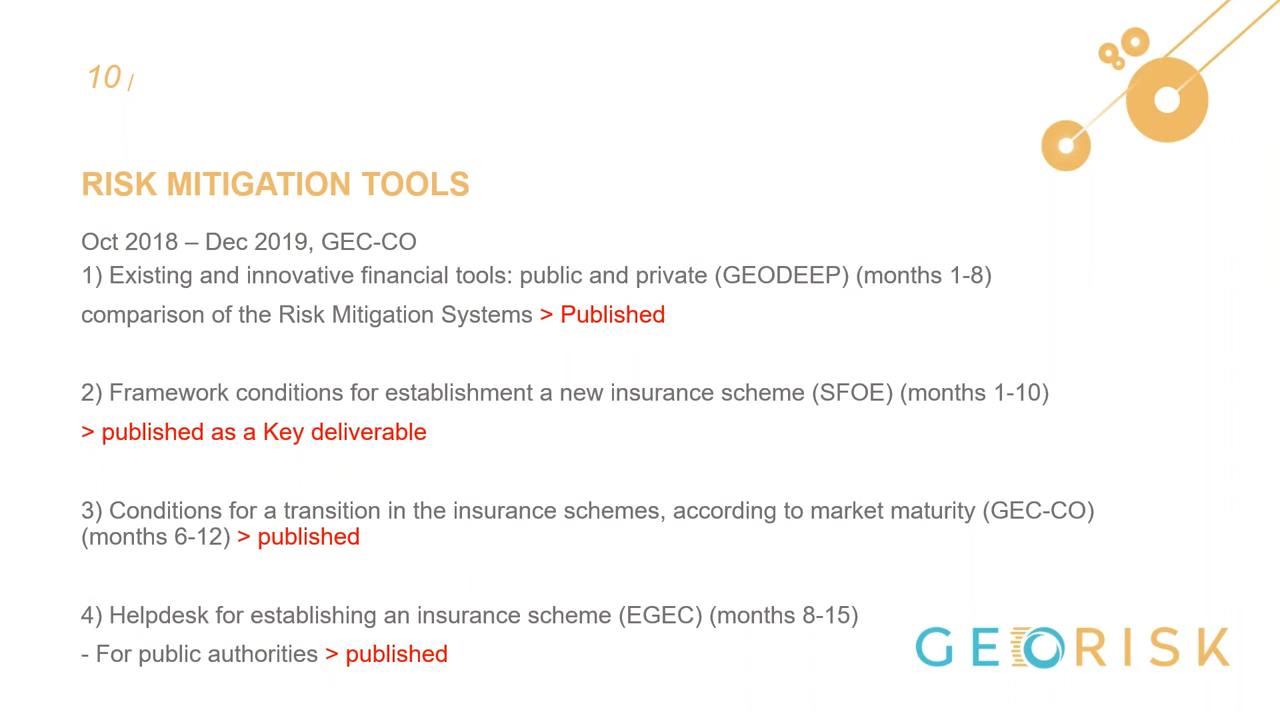 10 /
RISK MITIGATION TOOLS
Oct 2018 – Dec 2019, GEC-CO
1) Existing and innovative financial tools: public and private (GEODEEP) (months 1-8)
comparison of the Risk Mitigation Systems > Published
2) Framework conditions for establishment a new insurance scheme (SFOE) (months 1-10)
> published as a Key deliverable
3) Conditions for a transition in the insurance schemes, according to market maturity (GEC-CO)
(months 6-12) > published
4) Helpdesk for establishing an insurance scheme (EGEC) (months 8-15)
- For public authorities > published
GEORISK